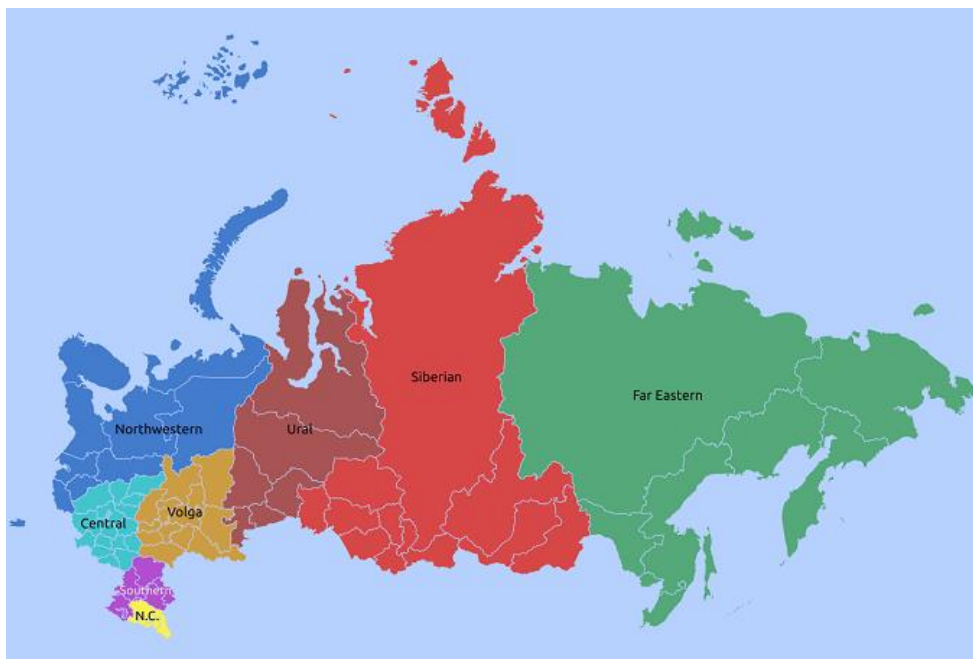 Siberian
Far Eastern
Northwestern
Ural
Volga
Central
Southern
N.C.